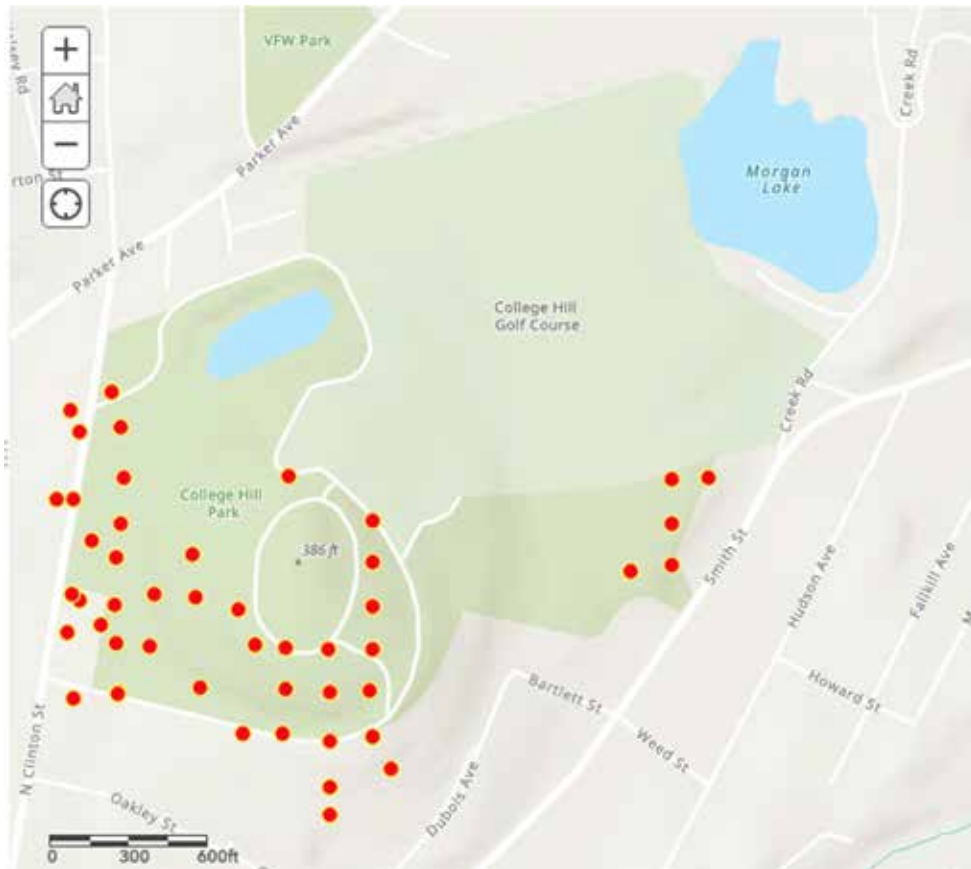 VFW Park
+
−
Parker Ave
Creek Rd
Morgan
Lake
rton St
Parker Ave
College Hill
Golf Course
Creek Rd
College Hill
Park
386 ft
Smith St
Hudson Ave
Fallkill Ave
Howard St
Bartlett St
Weed St
N Clinton St
Dubois Ave
Oakley St
0 300 600ft